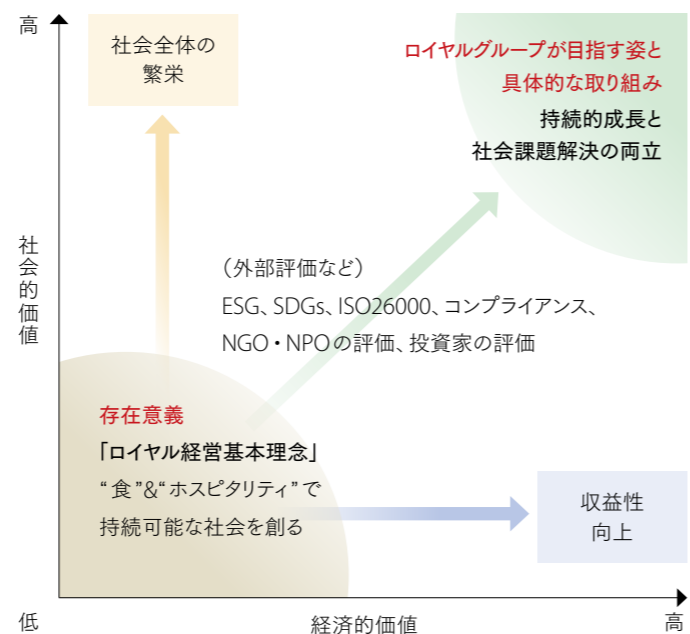 高
社会全体の
繁栄
ロイヤルグループが目指す姿と
具体的な取り組み
持続的成長と
社会課題解決の両立
社会的価値
（外部評価など）
ESG、SDGs、ISO26000、コンプライアンス、
NGO・NPOの評価、投資家の評価
存在意義
「ロイヤル経営基本理念」
“食”&“ホスピタリティ”で
持続可能な社会を創る
収益性
向上
低
経済的価値
高